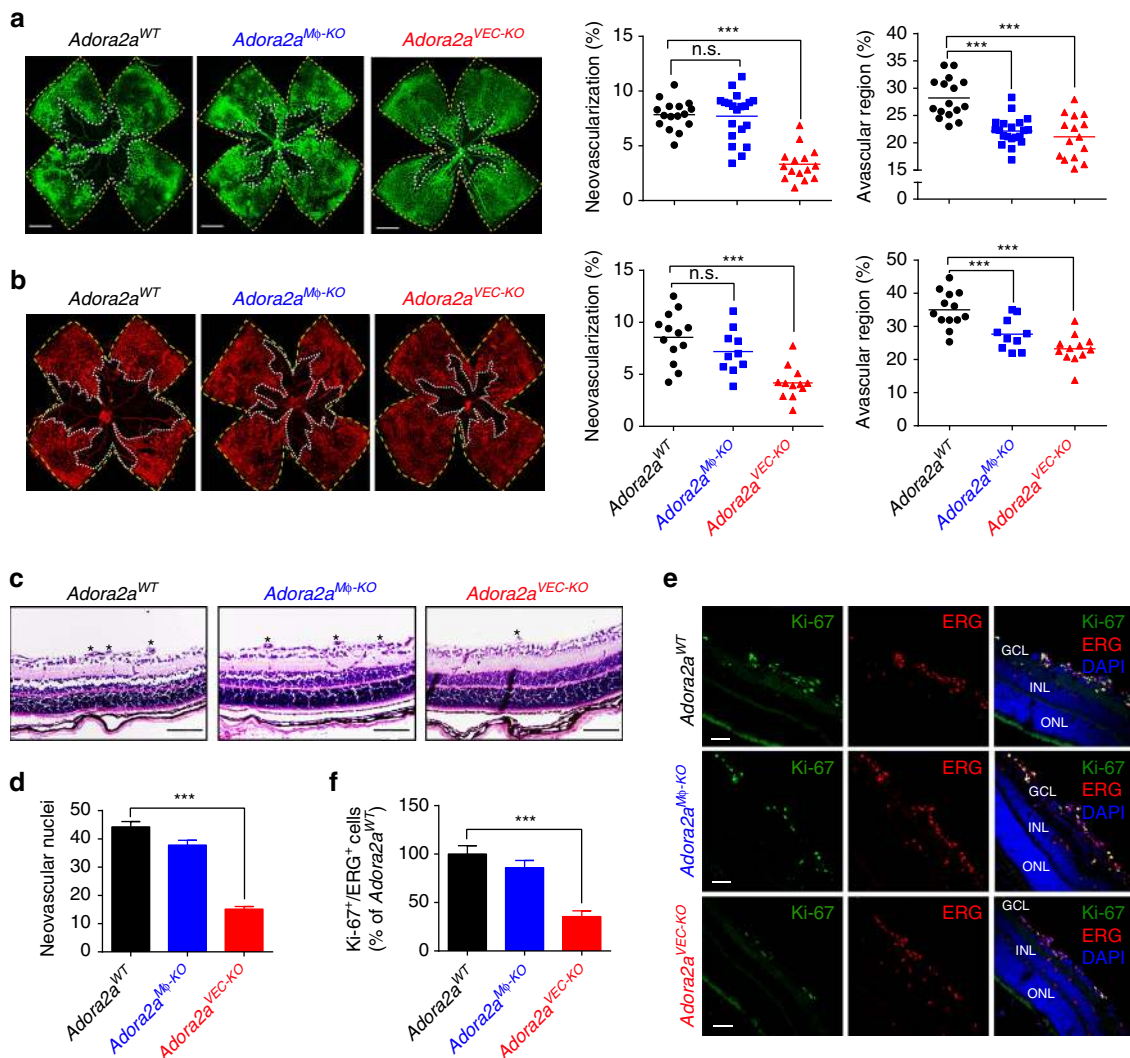 a
Adora2a^WT
Adora2a^Mϕ-KO
Adora2a^VEC-KO
Neovascularization (%)
15
10
5
0
n.s.
***
Avascular region (%)
40
35
30
25
20
15
0
***
***
b
Adora2a^WT
Adora2a^Mϕ-KO
Adora2a^VEC-KO
Neovascularization (%)
15
10
5
0
n.s.
***
Adora2a^WT
Adora2a^Mϕ-KO
Adora2a^VEC-KO
Avascular region (%)
50
40
30
20
10
0
***
***
Adora2a^WT
Adora2a^Mϕ-KO
Adora2a^VEC-KO
c
Adora2a^WT
Adora2a^Mϕ-KO
Adora2a^VEC-KO
* * *
* * *
*
d
Neovascular nuclei
50
40
30
20
10
0
***
Adora2a^WT
Adora2a^Mϕ-KO
Adora2a^VEC-KO
f
Ki-67⁺/ERG⁺ cells
(% of Adora2a^WT)
150
100
50
0
***
Adora2a^WT
Adora2a^Mϕ-KO
Adora2a^VEC-KO
e
Adora2a^WT
Ki-67
ERG
Ki-67
ERG
DAPI
GCL
INL
ONL
Adora2a^Mϕ-KO
Ki-67
ERG
Ki-67
ERG
DAPI
GCL
INL
ONL
Adora2a^VEC-KO
Ki-67
ERG
Ki-67
ERG
DAPI
GCL
INL
ONL